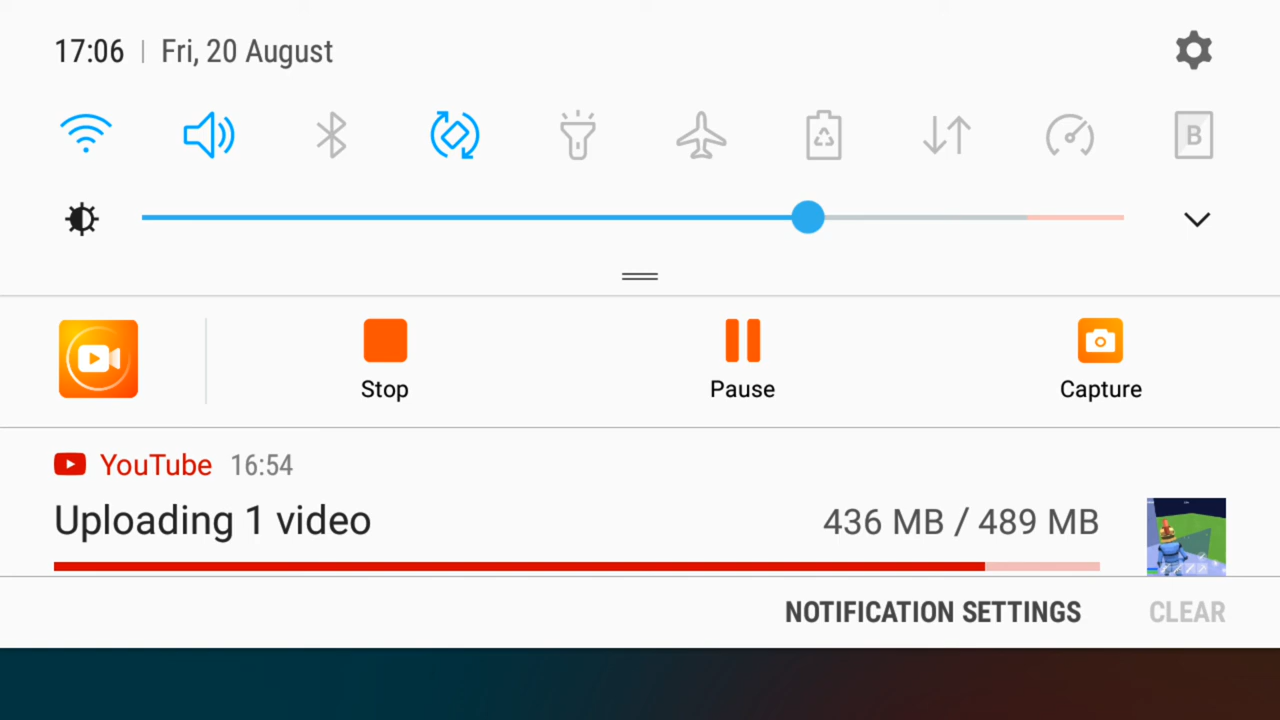 17:06 | Fri, 20 August
B
Stop Pause Capture
YouTube 16:54
Uploading 1 video 436 MB / 489 MB
NOTIFICATION SETTINGS CLEAR